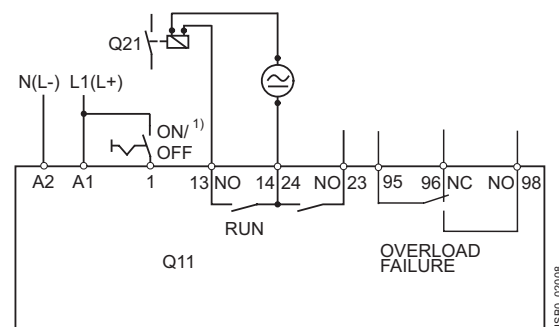 Q21
N(L-) L1(L+)
ON/ 1)
OFF
A2 A1 1 13 NO 14 24 NO 23 95 96 NC NO 98
RUN
OVERLOAD
FAILURE
Q11